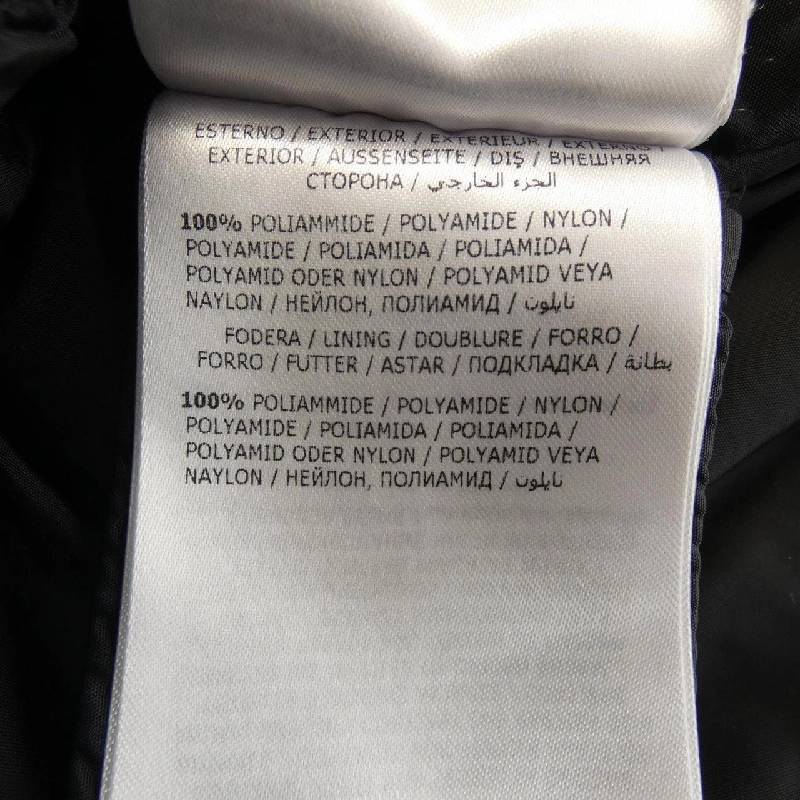 ESTERNO / EXTERIOR / EXTERIEUR / EXTERNO /
EXTERIOR / AUSSENSEITE / DIŞ / ВНЕШНЯЯ
СТОРОНА / الجزء الخارجي
100% POLIAMMIDE / POLYAMIDE / NYLON /
POLYAMIDE / POLIAMIDA / POLIAMIDA /
POLYAMID ODER NYLON / POLYAMID VEYA
NAYLON / НЕЙЛОН, ПОЛИАМИД / نايلون
FODERA / LINING / DOUBLURE / FORRO /
FORRO / FUTTER / ASTAR / ПОДКЛАДКА / بطانة
100% POLIAMMIDE / POLYAMIDE / NYLON /
POLYAMIDE / POLIAMIDA / POLIAMIDA /
POLYAMID ODER NYLON / POLYAMID VEYA
NAYLON / НЕЙЛОН, ПОЛИАМИД / نايلون